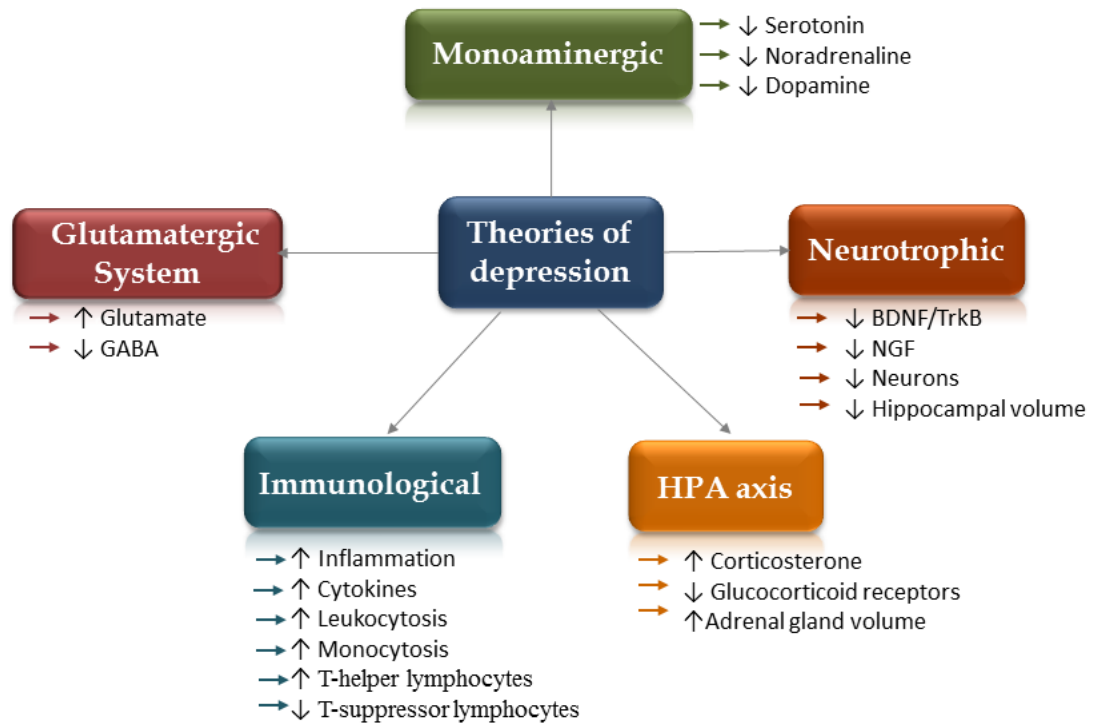 Monoaminergic
↓ Serotonin
↓ Noradrenaline
↓ Dopamine
Glutamatergic
System
↑ Glutamate
↓ GABA
Theories of
depression
Neurotrophic
↓ BDNF/TrkB
↓ NGF
↓ Neurons
↓ Hippocampal volume
Immunological
↑ Inflammation
↑ Cytokines
↑ Leukocytosis
↑ Monocytosis
↑ T-helper lymphocytes
↓ T-suppressor lymphocytes
HPA axis
↑ Corticosterone
↓ Glucocorticoid receptors
↑Adrenal gland volume